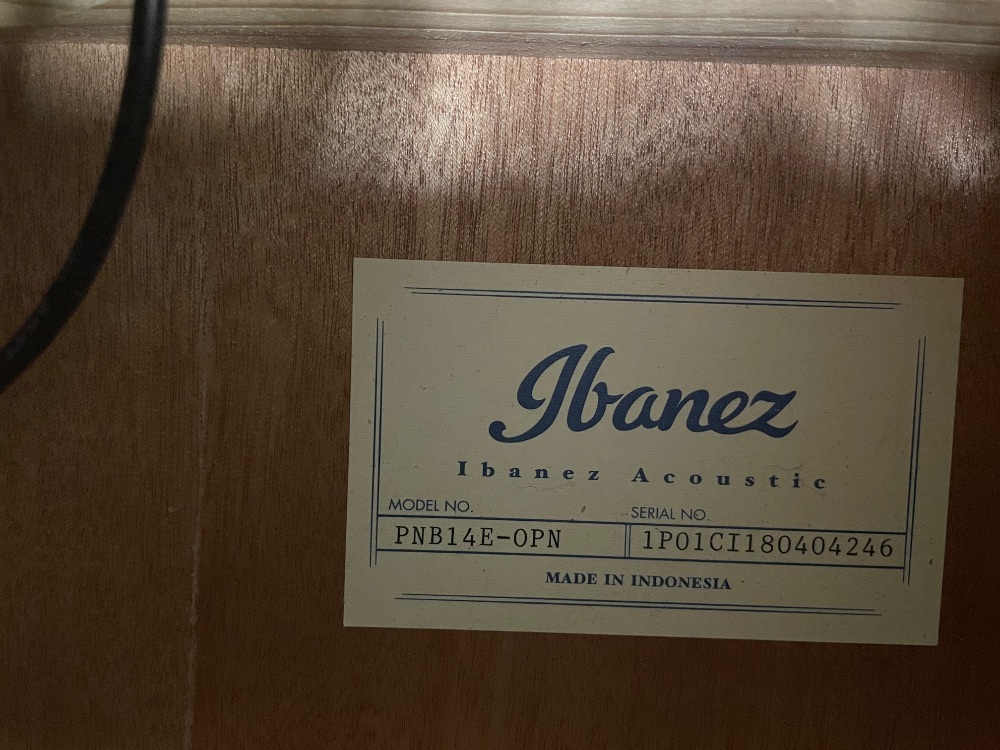 Ibanez
Ibanez Acoustic
MODEL NO. SERIAL NO.
PNB14E-OPN 1P01CI180404246
MADE IN INDONESIA